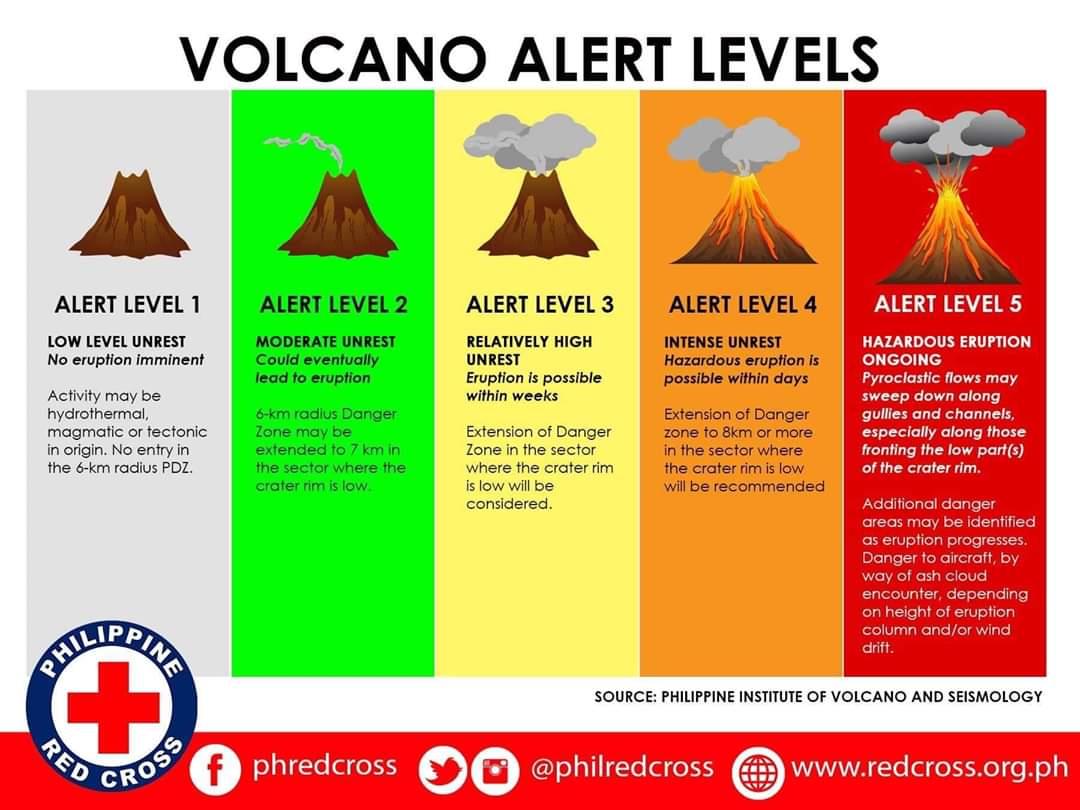 VOLCANO ALERT LEVELS
ALERT LEVEL 1
LOW LEVEL UNREST
No eruption imminent
Activity may be
hydrothermal,
magmatic or tectonic
in origin. No entry in
the 6-km radius PDZ.
ALERT LEVEL 2
MODERATE UNREST
Could eventually
lead to eruption
6-km radius Danger
Zone may be
extended to 7 km in
the sector where the
crater rim is low.
ALERT LEVEL 3
RELATIVELY HIGH
UNREST
Eruption is possible
within weeks
Extension of Danger
Zone in the sector
where the crater rim
is low will be
considered.
ALERT LEVEL 4
INTENSE UNREST
Hazardous eruption is
possible within days
Extension of Danger
zone to 8km or more
in the sector where
the crater rim is low
will be recommended
ALERT LEVEL 5
HAZARDOUS ERUPTION
ONGOING
Pyroclastic flows may
sweep down along
gullies and channels,
especially along those
fronting the low part(s)
of the crater rim.
Additional danger
areas may be identified
as eruption progresses.
Danger to aircraft, by
way of ash cloud
encounter, depending
on height of eruption
column and/or wind
drift.
SOURCE: PHILIPPINE INSTITUTE OF VOLCANO AND SEISMOLOGY
PHILIPPINE
RED CROSS
f phredcross
@philredcross
www.redcross.org.ph